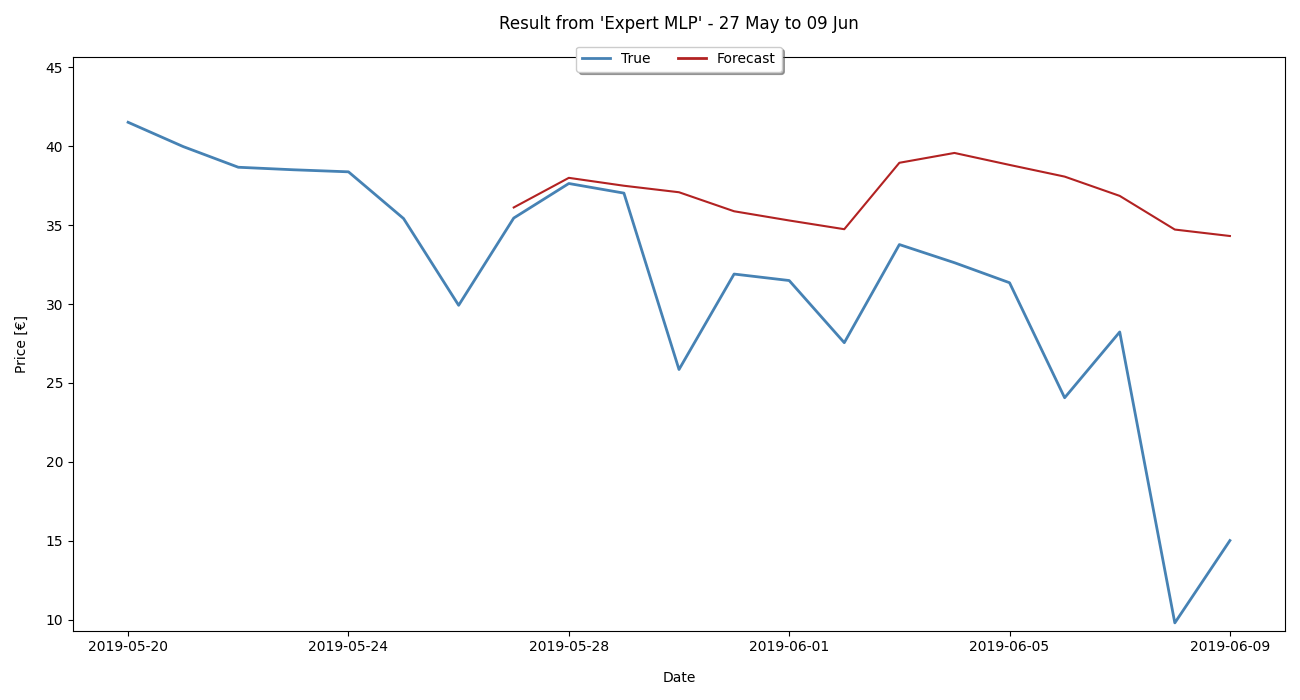 Result from 'Expert MLP' - 27 May to 09 Jun
True Forecast
45
40
35
30
25
20
15
10
Price [€]
2019-05-20 2019-05-24 2019-05-28 2019-06-01 2019-06-05 2019-06-09
Date